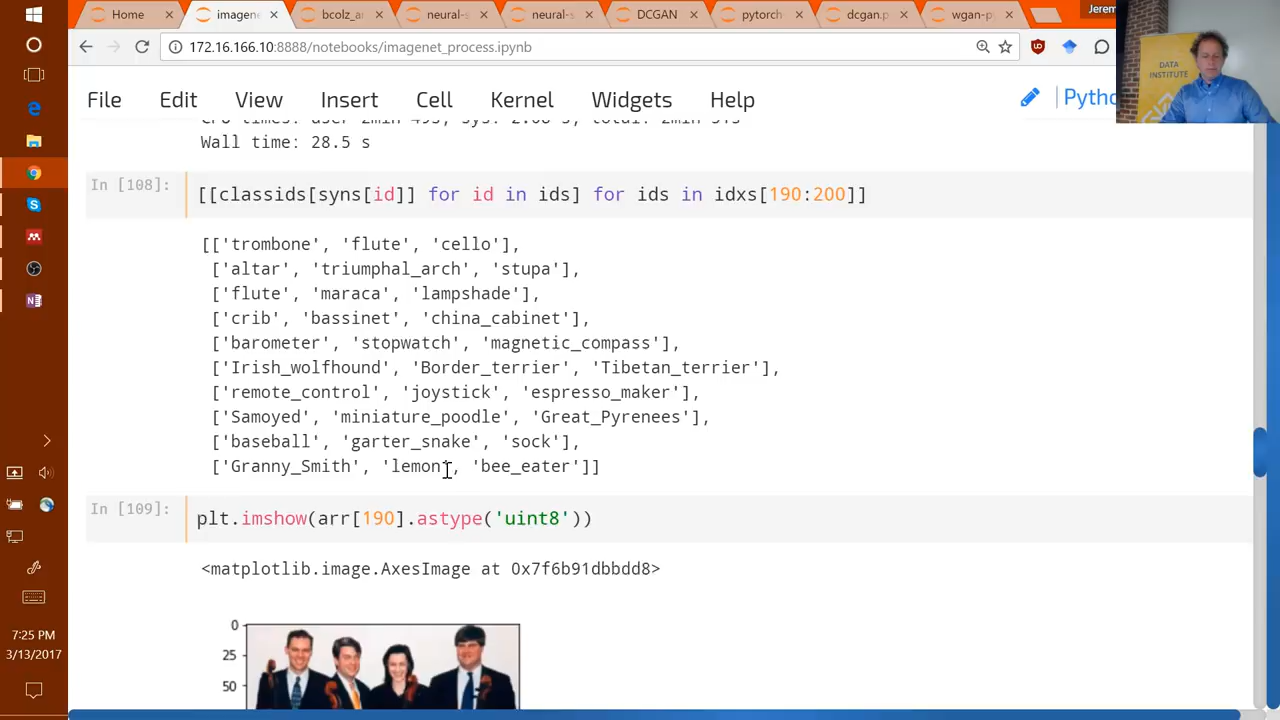 Home
imagen
bcolz_a
neural-s
neural-s
DCGAN
pytorch
dcgan.p
wgan-p
Jerem
172.16.166.10:8888/notebooks/imagenet_process.ipynb
DATA
INSTITUTE
File Edit View Insert Cell Kernel Widgets Help
Pytho
Wall time: 28.5 s
In [108]:
[[classids[syns[id]] for id in ids] for ids in idxs[190:200]]
[['trombone', 'flute', 'cello'],
['altar', 'triumphal_arch', 'stupa'],
['flute', 'maraca', 'lampshade'],
['crib', 'bassinet', 'china_cabinet'],
['barometer', 'stopwatch', 'magnetic_compass'],
['Irish_wolfhound', 'Border_terrier', 'Tibetan_terrier'],
['remote_control', 'joystick', 'espresso_maker'],
['Samoyed', 'miniature_poodle', 'Great_Pyrenees'],
['baseball', 'garter_snake', 'sock'],
['Granny_Smith', 'lemon', 'bee_eater']]
In [109]:
plt.imshow(arr[190].astype('uint8'))
<matplotlib.image.AxesImage at 0x7f6b91dbbdd8>
0
25
50
7:25 PM
3/13/2017